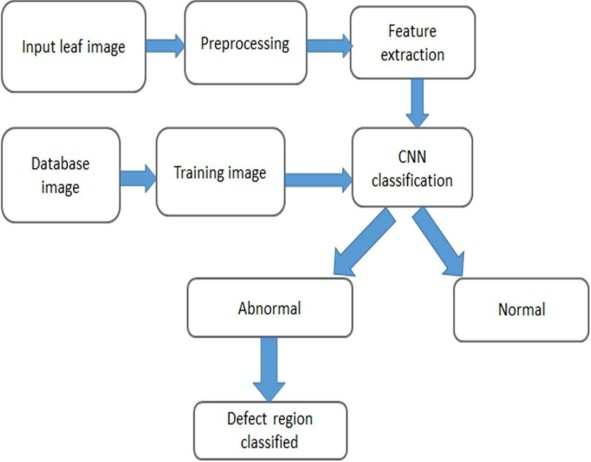 Input leaf image
Preprocessing
Feature
extraction
Database
image
Training image
CNN
classification
Abnormal
Normal
Defect region
classified